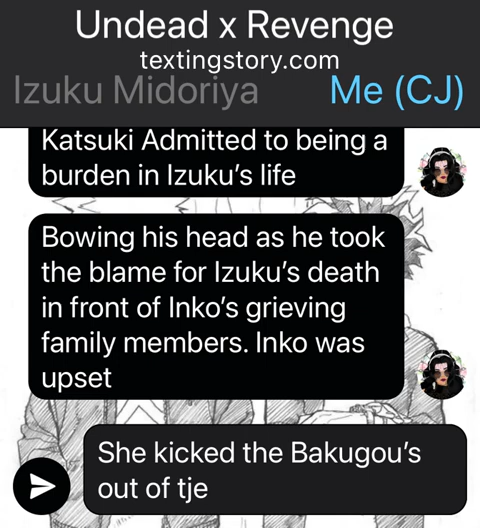 Undead x Revenge
textingstory.com
Izuku Midoriya Me (CJ)
Katsuki Admitted to being a
burden in Izuku’s life
Bowing his head as he took
the blame for Izuku’s death
in front of Inko’s grieving
family members. Inko was
upset
She kicked the Bakugou’s
out of tje